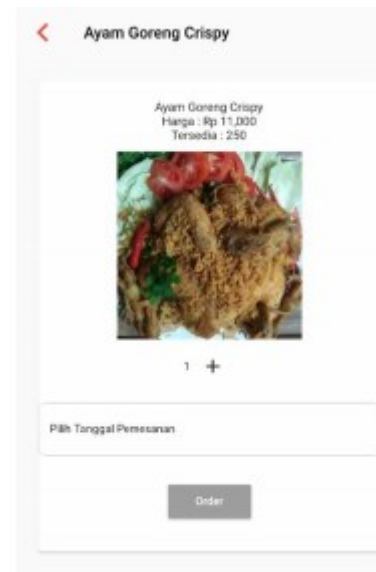 Ayam Goreng Crispy
Ayam Goreng Crispy
Harga : Rp 11,000
Tersedia : 250
1 +
Pilih Tanggal Pemesanan
Order